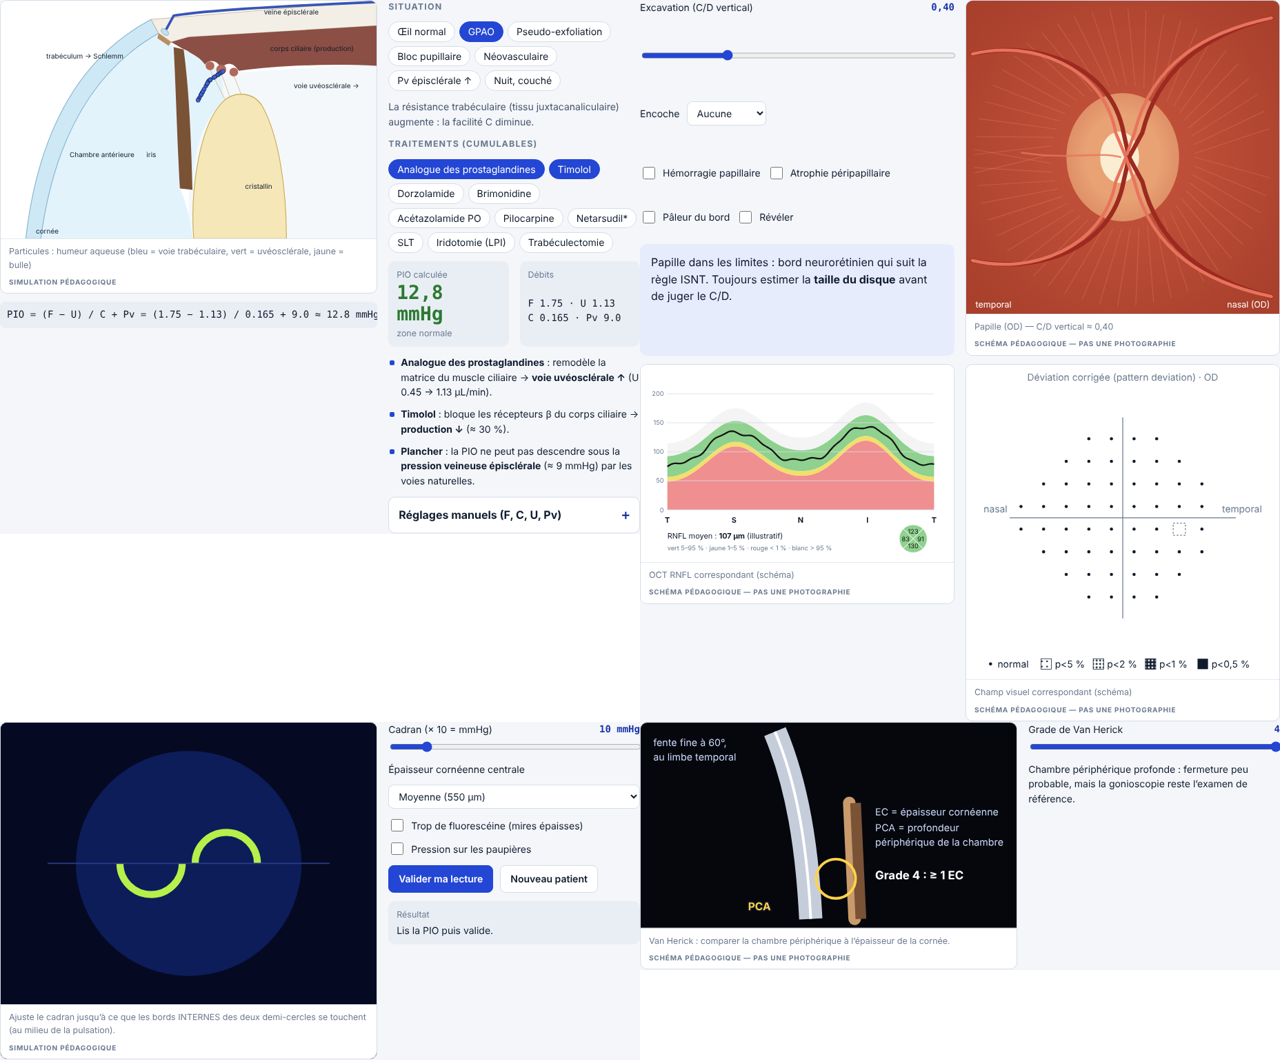 veine épisclérale
corps ciliaire (production)
trabéculum → Schlemm
voie uvéosclérale →
Chambre antérieure
iris
cristallin
cornée
Particules : humeur aqueuse (bleu = voie trabéculaire, vert = uvéosclérale, jaune =
bulle)
SIMULATION PÉDAGOGIQUE
PIO = (F − U) / C + Pv = (1.75 − 1.13) / 0.165 + 9.0 ≈ 12.8 mmHg
SITUATION
Œil normal
GPAO
Pseudo-exfoliation
Bloc pupillaire
Néovasculaire
Pv épisclérale ↑
Nuit, couché
La résistance trabéculaire (tissu juxtacanaliculaire)
augmente : la facilité C diminue.
TRAITEMENTS (CUMULABLES)
Analogue des prostaglandines
Timolol
Dorzolamide
Brimonidine
Acétazolamide PO
Pilocarpine
Netarsudil*
SLT
Iridotomie (LPI)
Trabéculectomie
PIO calculée
12,8
mmHg
zone normale
Débits
F 1.75 · U 1.13
C 0.165 · Pv 9.0
Analogue des prostaglandines : remodèle la
matrice du muscle ciliaire → voie uvéosclérale ↑ (U
0.45 → 1.13 µL/min).
Timolol : bloque les récepteurs β du corps ciliaire →
production ↓ (≈ 30 %).
Plancher : la PIO ne peut pas descendre sous la
pression veineuse épisclérale (≈ 9 mmHg) par les
voies naturelles.
Réglages manuels (F, C, U, Pv)
+
Excavation (C/D vertical)
0,40
Encoche
Aucune
Hémorragie papillaire
Atrophie péripapillaire
Pâleur du bord
Révéler
Papille dans les limites : bord neurorétinien qui suit la
règle ISNT. Toujours estimer la taille du disque avant
de juger le C/D.
temporal
nasal (OD)
Papille (OD) — C/D vertical ≈ 0,40
SCHÉMA PÉDAGOGIQUE — PAS UNE PHOTOGRAPHIE
200
150
100
50
0
T
S
N
I
T
RNFL moyen : 107 µm (illustratif)
vert 5–95 % · jaune 1–5 % · rouge < 1 % · blanc > 95 %
123
83
91
130
OCT RNFL correspondant (schéma)
SCHÉMA PÉDAGOGIQUE — PAS UNE PHOTOGRAPHIE
Déviation corrigée (pattern deviation) · OD
nasal
temporal
normal
p<5 %
p<2 %
p<1 %
p<0,5 %
Champ visuel correspondant (schéma)
SCHÉMA PÉDAGOGIQUE — PAS UNE PHOTOGRAPHIE
Ajuste le cadran jusqu'à ce que les bords INTERNES des deux demi-cercles se touchent
(au milieu de la pulsation).
SIMULATION PÉDAGOGIQUE
Cadran (× 10 = mmHg)
10 mmHg
Épaisseur cornéenne centrale
Moyenne (550 µm)
Trop de fluorescéine (mires épaisses)
Pression sur les paupières
Valider ma lecture
Nouveau patient
Résultat
Lis la PIO puis valide.
fente fine à 60°,
au limbe temporal
EC = épaisseur cornéenne
PCA = profondeur
périphérique de la chambre
Grade 4 : ≥ 1 EC
PCA
Van Herick : comparer la chambre périphérique à l'épaisseur de la cornée.
SCHÉMA PÉDAGOGIQUE — PAS UNE PHOTOGRAPHIE
Grade de Van Herick
4
Chambre périphérique profonde : fermeture peu
probable, mais la gonioscopie reste l'examen de
référence.